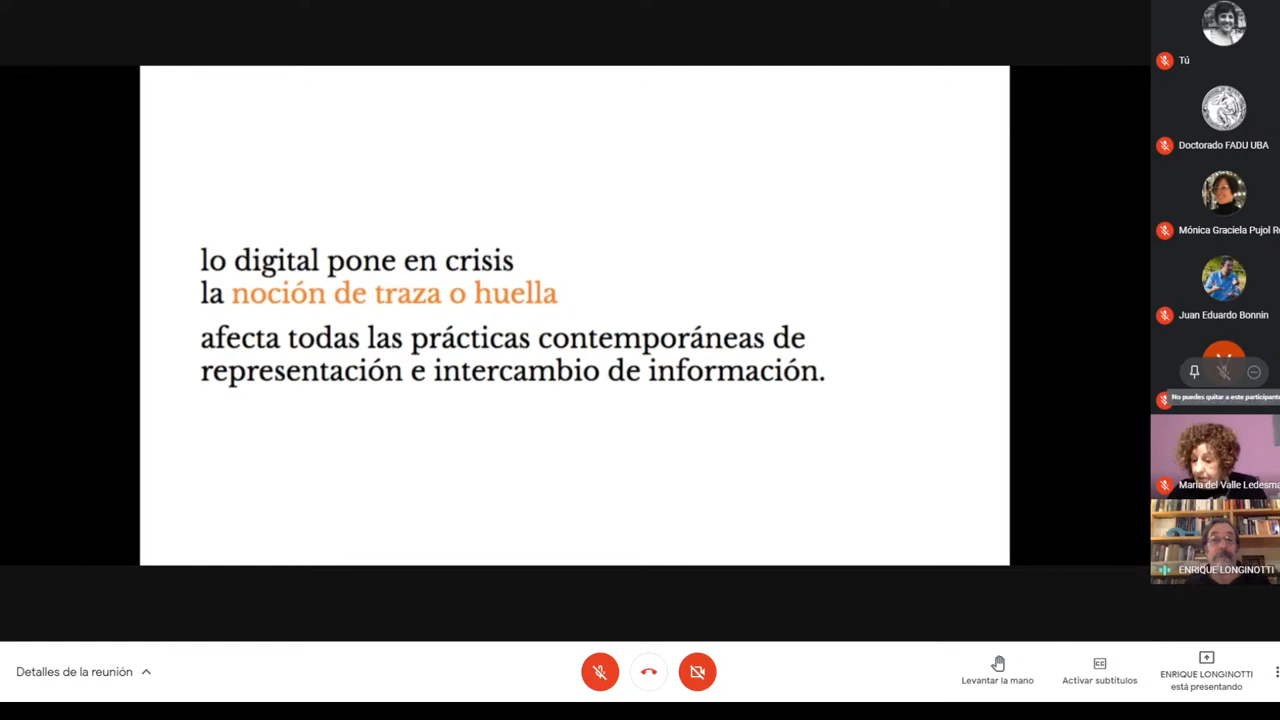 lo digital pone en crisis
la noción de traza o huella
afecta todas las prácticas contemporáneas de
representación e intercambio de información.
Tú
Doctorado FADU UBA
Mónica Graciela Pujol R
Juan Eduardo Bonnin
No puedes quitar a este participante
María del Valle Ledesma
ENRIQUE LONGINOTTI
Detalles de la reunión
Levantar la mano
CC
Activar subtítulos
ENRIQUE LONGINOTTI
está presentando